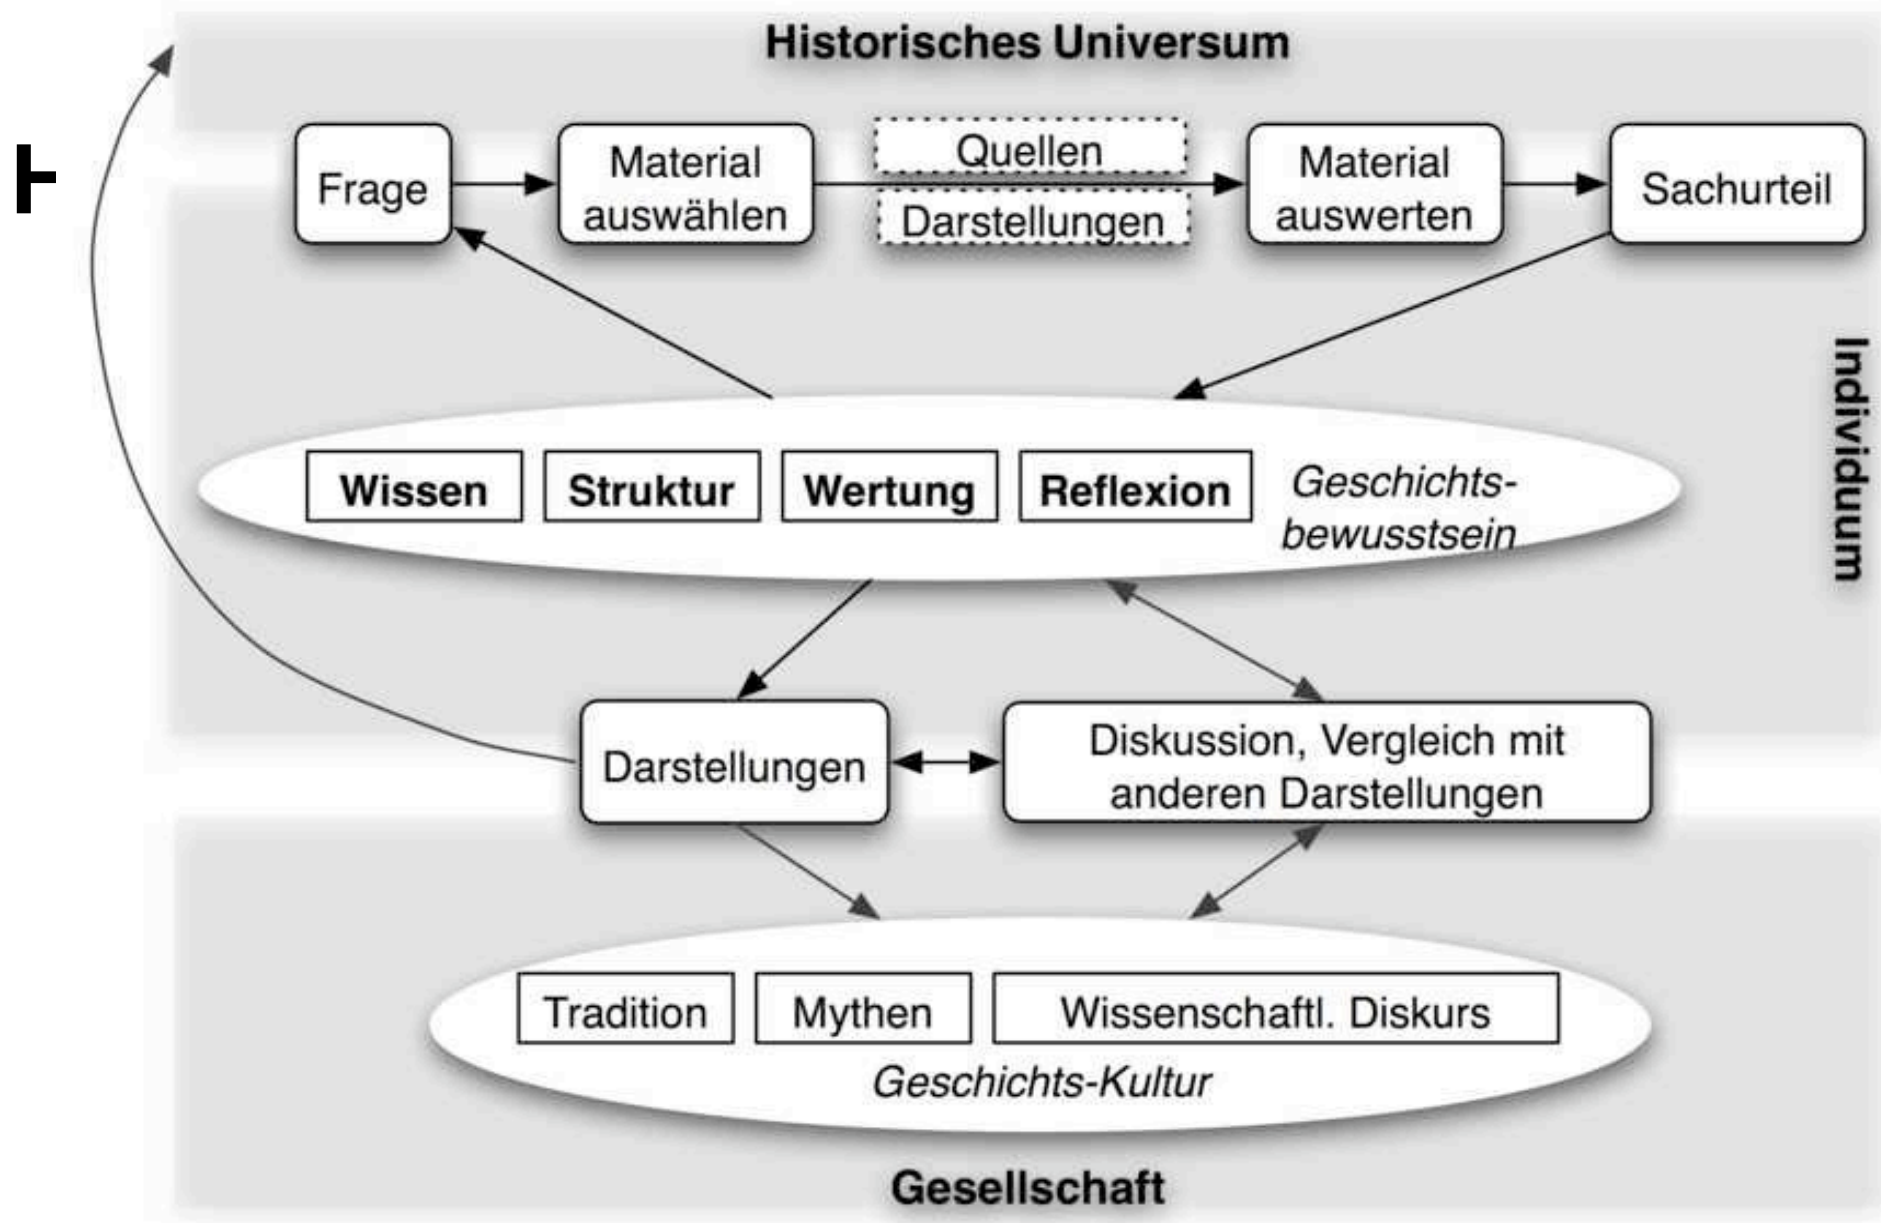 Historisches Universum
Frage
Material
auswählen
Quellen
Darstellungen
Material
auswerten
Sachurteil
Individuum
Wissen
Struktur
Wertung
Reflexion
Geschichts-
bewusstsein
Darstellungen
Diskussion, Vergleich mit
anderen Darstellungen
Tradition
Mythen
Wissenschaftl. Diskurs
Geschichts-Kultur
Gesellschaft